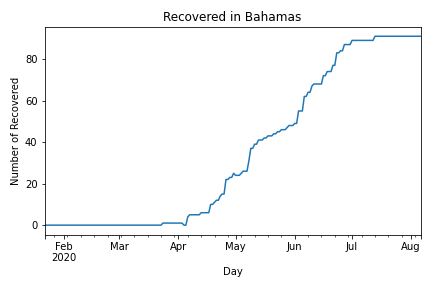 Recovered in Bahamas
Number of Recovered
80
60
40
20
0
Feb
2020
Mar
Apr
May
Jun
Jul
Aug
Day